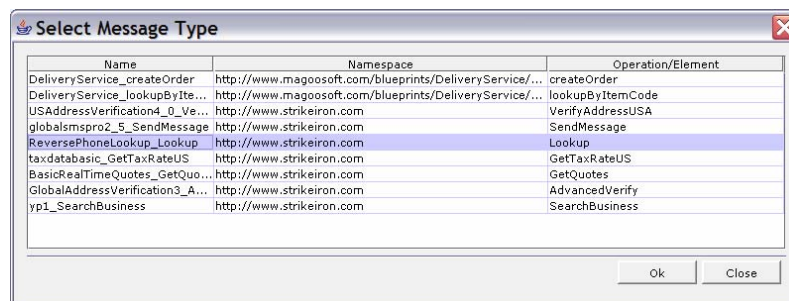 Select Message Type
Name Namespace Operation/Element
DeliveryService_createOrder http://www.magoosoft.com/blueprints/DeliveryService/... createOrder
DeliveryService_lookupByIte... http://www.magoosoft.com/blueprints/DeliveryService/... lookupByItemCode
USAddressVerification4_0_Ve... http://www.strikeiron.com VerifyAddressUSA
globalsmspro2_5_SendMessage http://www.strikeiron.com SendMessage
ReversePhoneLookup_Lookup http://www.strikeiron.com Lookup
taxdatabasic_GetTaxRateUS http://www.strikeiron.com GetTaxRateUS
BasicRealTimeQuotes_GetQuo... http://www.strikeiron.com GetQuotes
GlobalAddressVerification3_A... http://www.strikeiron.com AdvancedVerify
yp1_SearchBusiness http://www.strikeiron.com SearchBusiness
Ok Close